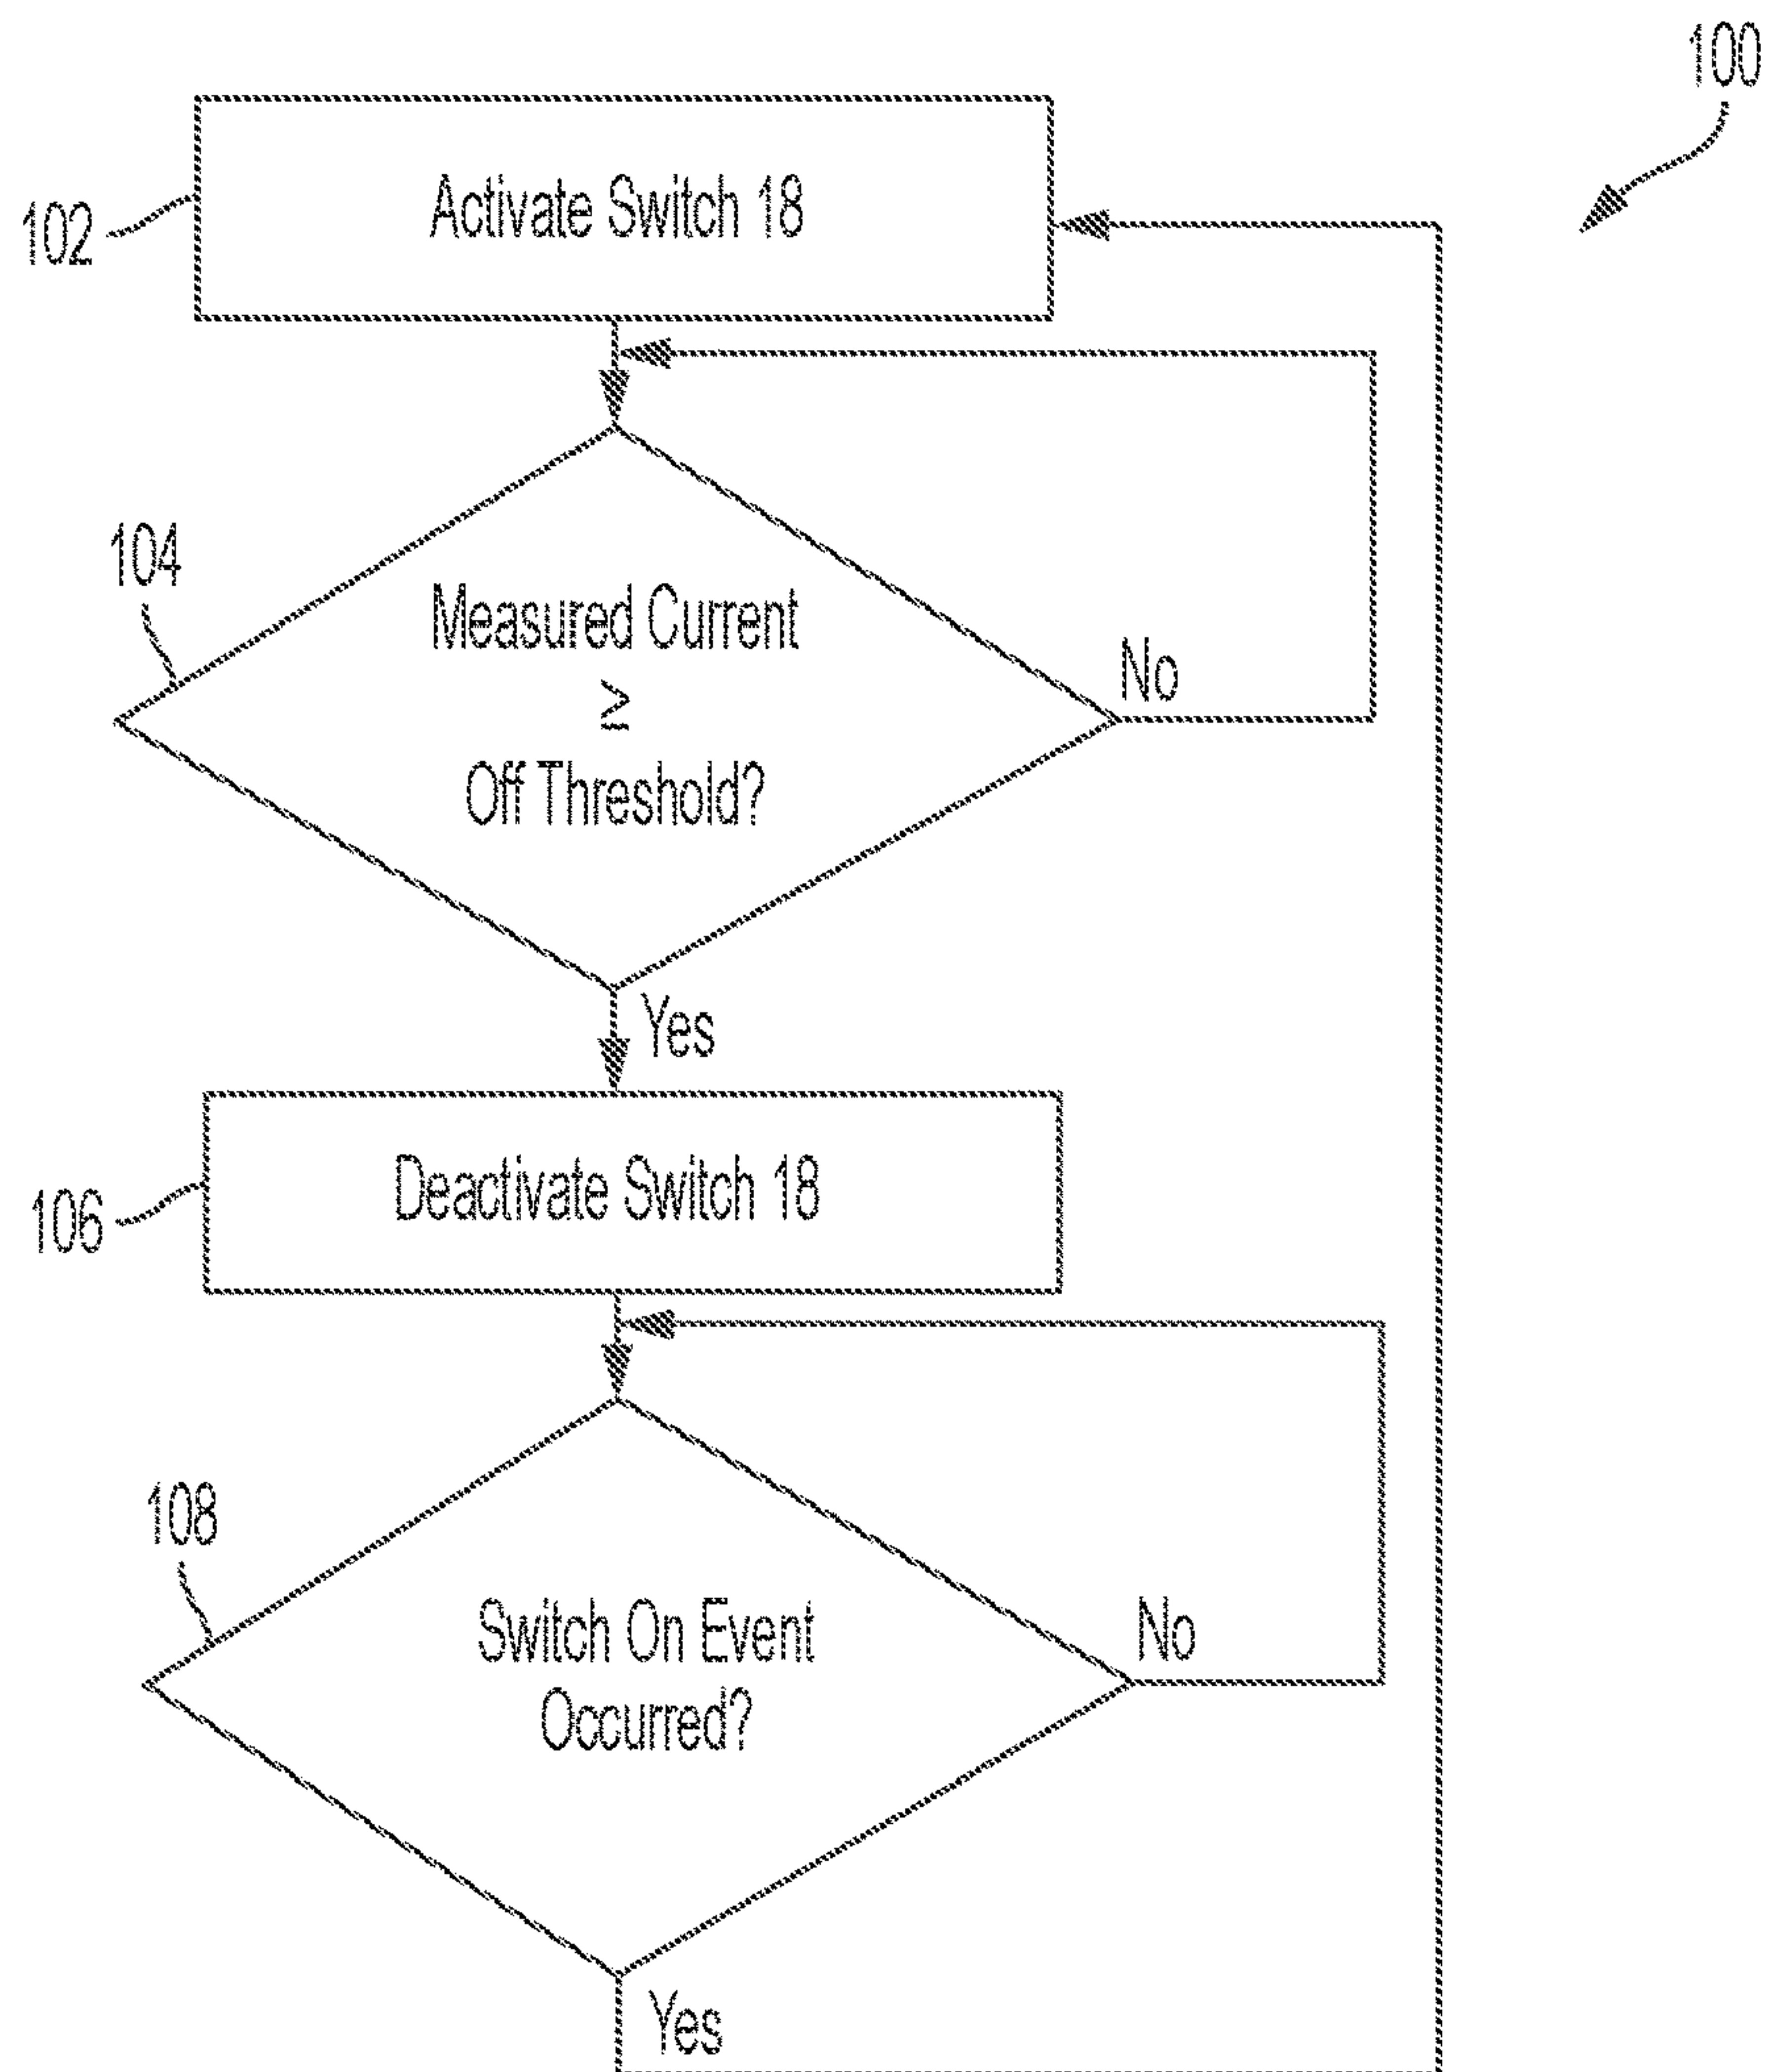 100
102
Activate Switch 18
104
Measured Current
≥
Off Threshold?
No
Yes
106
Deactivate Switch 18
108
Switch On Event
Occurred?
No
Yes